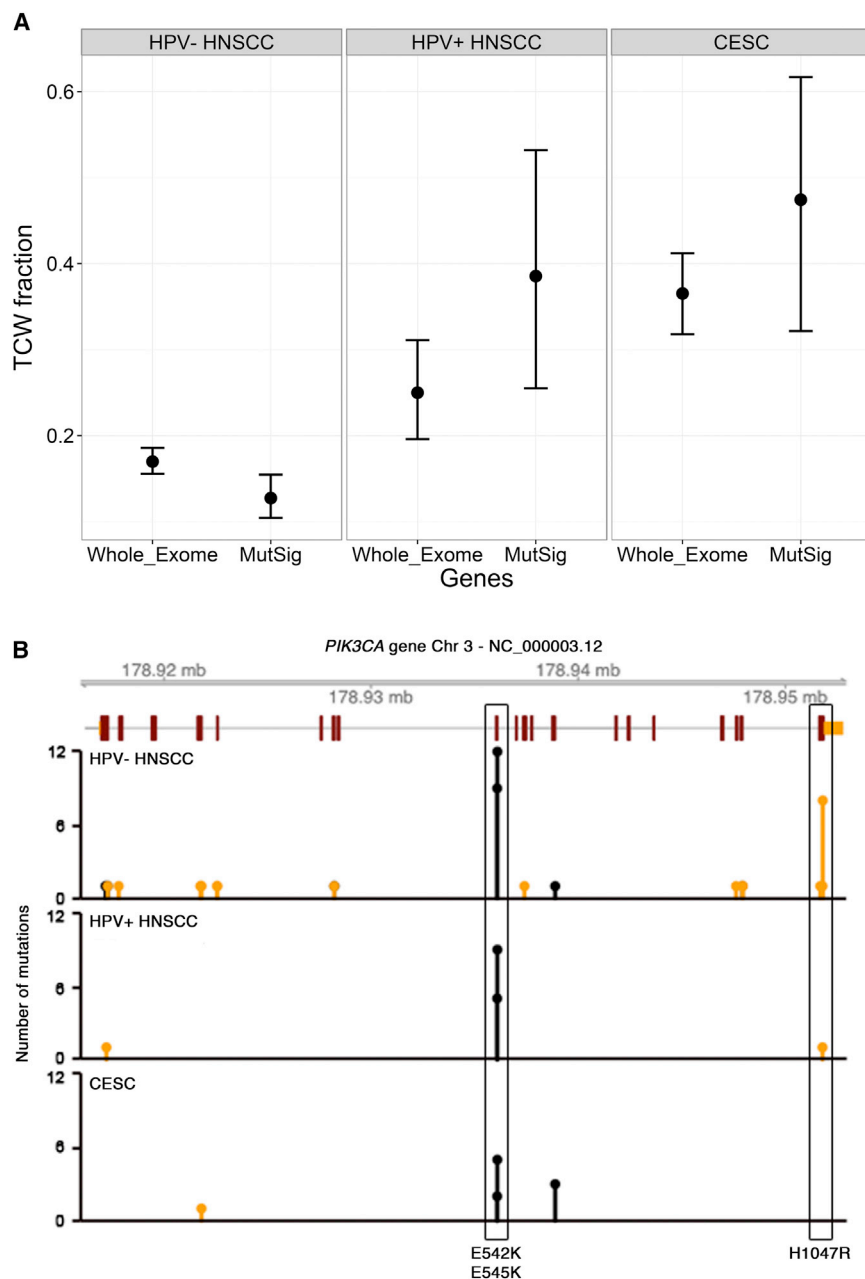 A
HPV- HNSCC
HPV+ HNSCC
CESC
0.6
0.4
0.2
TCW fraction
Whole_Exome
MutSig
Whole_Exome
MutSig
Whole_Exome
MutSig
Genes
B
PIK3CA gene Chr 3 - NC_000003.12
178.92 mb
178.94 mb
178.93 mb
178.95 mb
12
HPV- HNSCC
6
0
12
HPV+ HNSCC
6
0
12
CESC
6
0
Number of mutations
E542K
E545K
H1047R